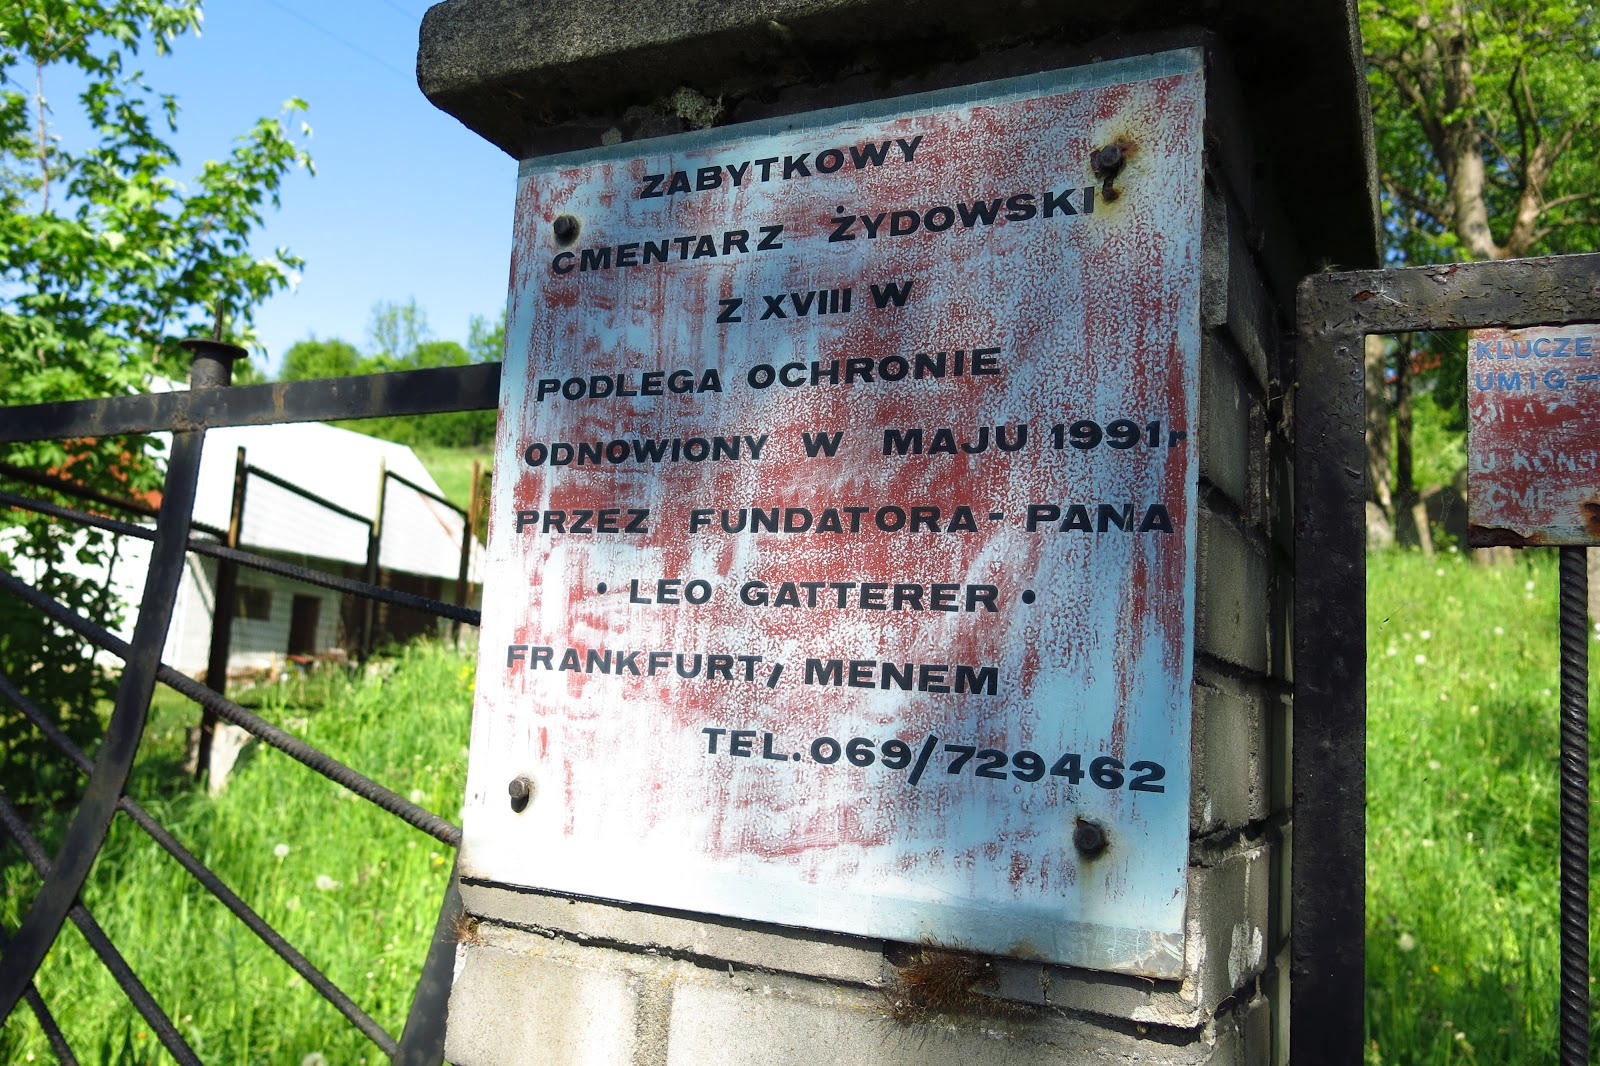 ZABYTKOWY
CMENTARZ ŻYDOWSKI
Z XVIII W
PODLEGA OCHRONIE
ODNOWIONY W MAJU 1991r
PRZEZ FUNDATORA - PANA
• LEO GATTERER •
FRANKFURT, MENEM
TEL. 069/729462
KLUCZE
UMIG -
U